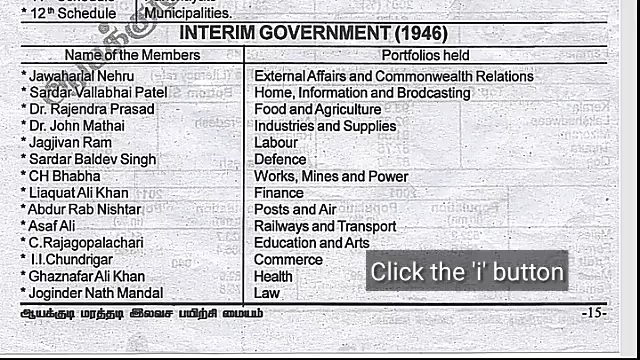 * 12th Schedule Municipalities.
INTERIM GOVERNMENT (1946)
Name of the Members Portfolios held
* Jawaharlal Nehru External Affairs and Commonwealth Relations
* Sardar Vallabhai Patel Home, Information and Brodcasting
* Dr. Rajendra Prasad Food and Agriculture
* Dr. John Mathai Industries and Supplies
* Jagjivan Ram Labour
* Sardar Baldev Singh Defence
* CH Bhabha Works, Mines and Power
* Liaquat Ali Khan Finance
* Abdur Rab Nishtar Posts and Air
* Asaf Ali Railways and Transport
* C.Rajagopalachari Education and Arts
* I.I.Chundrigar Commerce
* Ghaznafar Ali Khan Health
* Joginder Nath Mandal Law
Click the 'i' button
ஆயக்குடி மரத்தடி இலவச பயிற்சி மையம் -15-